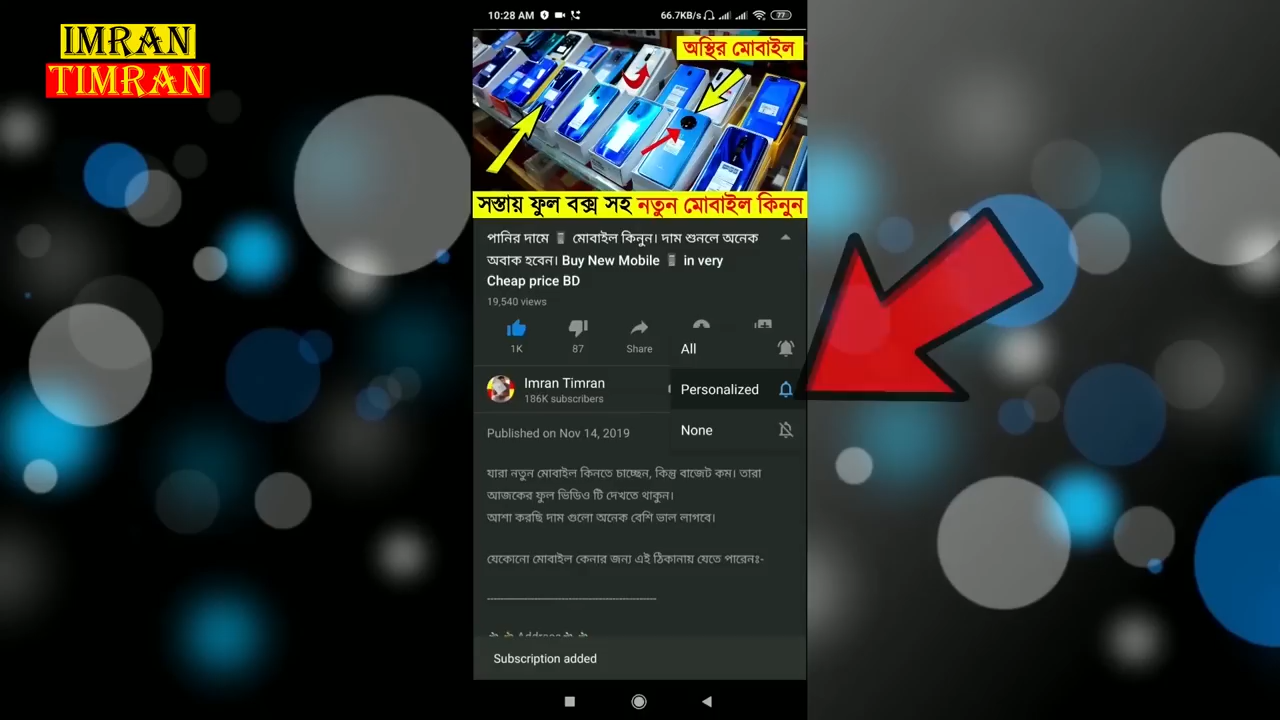 IMRAN
TIMRAN
10:28 AM
66.7KB/s
77
অস্থির মোবাইল
সস্তায় ফুল বক্স সহ নতুন মোবাইল কিনুন
পানির দামে 📱 মোবাইল কিনুন। দাম শুনলে অনেক
অবাক হবেন। Buy New Mobile 📱 in very
Cheap price BD
19,540 views
1K
87
Share
All
Imran Timran
186K subscribers
Personalized
None
Published on Nov 14, 2019
যারা নতুন মোবাইল কিনতে চাচ্ছেন, কিন্তু বাজেট কম। তারা
আজকের ফুল ভিডিও টি দেখতে থাকুন।
আশা করছি দাম গুলো অনেক বেশি ভাল লাগবে।
যেকোনো মোবাইল কেনার জন্য এই ঠিকানায় যেতে পারেনঃ-
------------------------------------------------
Address
Subscription added